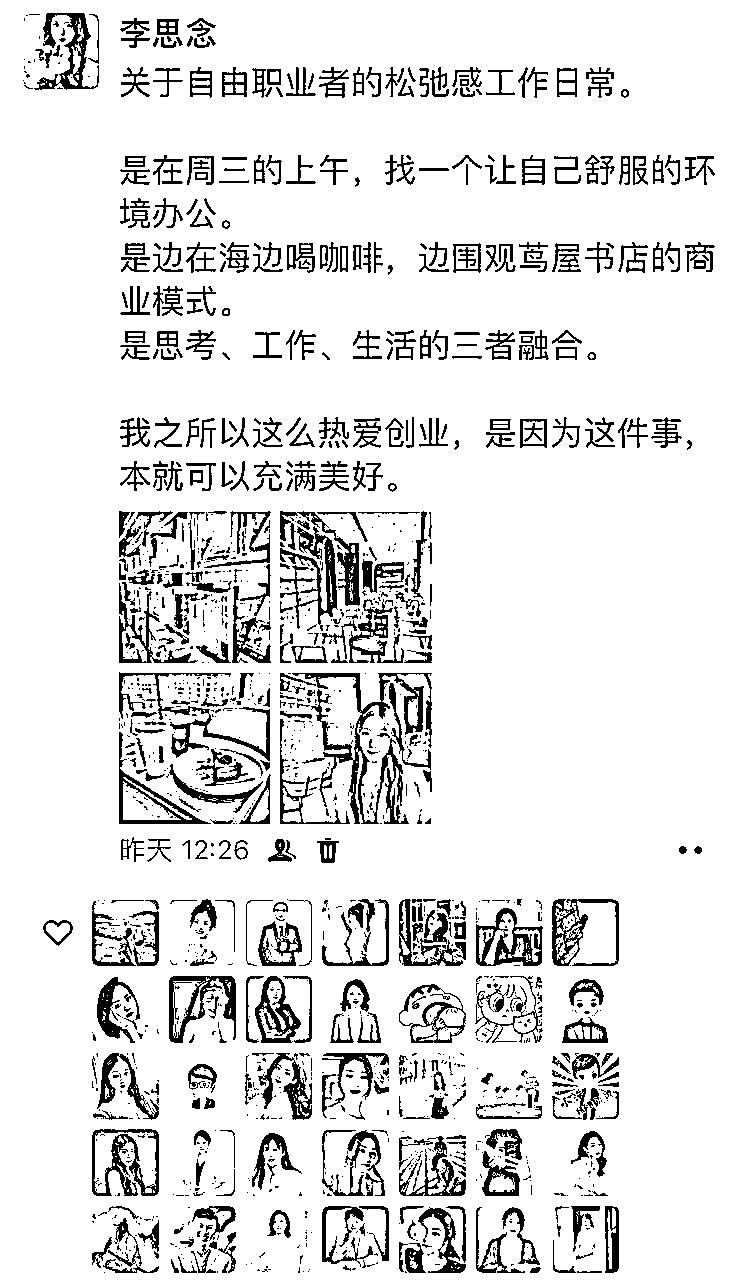 李思念
关于自由职业者的松弛感工作日常。
是在周三的上午，找一个让自己舒服的环
境办公。
是边在海边喝咖啡，边围观茑屋书店的商
业模式。
是思考、工作、生活的三者融合。
我之所以这么热爱创业，是因为这件事，
本就可以充满美好。
昨天 12:26